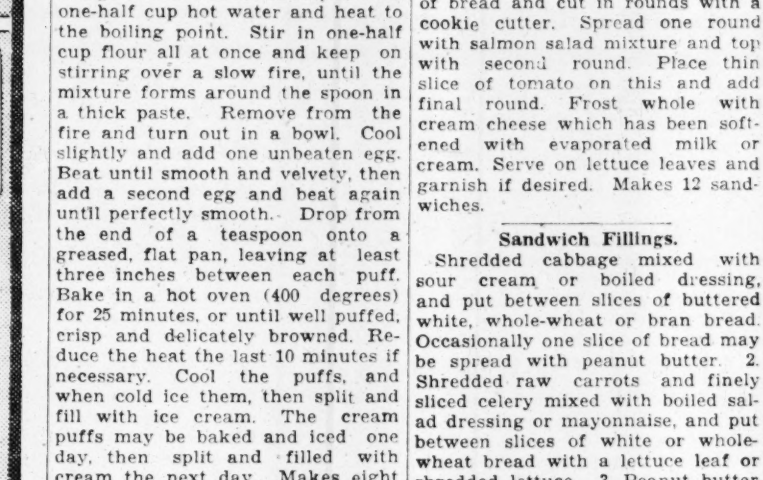 one-half cup hot water and heat to
the boiling point. Stir in one-half
cup flour all at once and keep on
stirring over a slow fire, until the
mixture forms around the spoon in
a thick paste. Remove from the
fire and turn out in a bowl. Cool
slightly and add one unbeaten egg.
Beat until smooth and velvety, then
add a second egg and beat again
until perfectly smooth. Drop from
the end of a teaspoon onto a
greased, flat pan, leaving at least
three inches between each puff.
Bake in a hot oven (400 degrees)
for 25 minutes, or until well puffed,
crisp and delicately browned. Re-
duce the heat the last 10 minutes if
necessary. Cool the puffs, and
when cold ice them, then split and
fill with ice cream. The cream
puffs may be baked and iced one
day, then split and filled with
cream the next day. Makes eight
of bread and cut in rounds with a
cookie cutter. Spread one round
with salmon salad mixture and top
with second round. Place thin
slice of tomato on this and add
final round. Frost whole with
cream cheese which has been soft-
ened with evaporated milk or
cream. Serve on lettuce leaves and
garnish if desired. Makes 12 sand-
wiches.
Sandwich Fillings.
Shredded cabbage mixed with
sour cream or boiled dressing,
and put between slices of buttered
white, whole-wheat or bran bread.
Occasionally one slice of bread may
be spread with peanut butter. 2.
Shredded raw carrots and finely
sliced celery mixed with boiled sal-
ad dressing or mayonnaise, and put
between slices of white or whole-
wheat bread with a lettuce leaf or
shredded lettuce. 3. Peanut butter